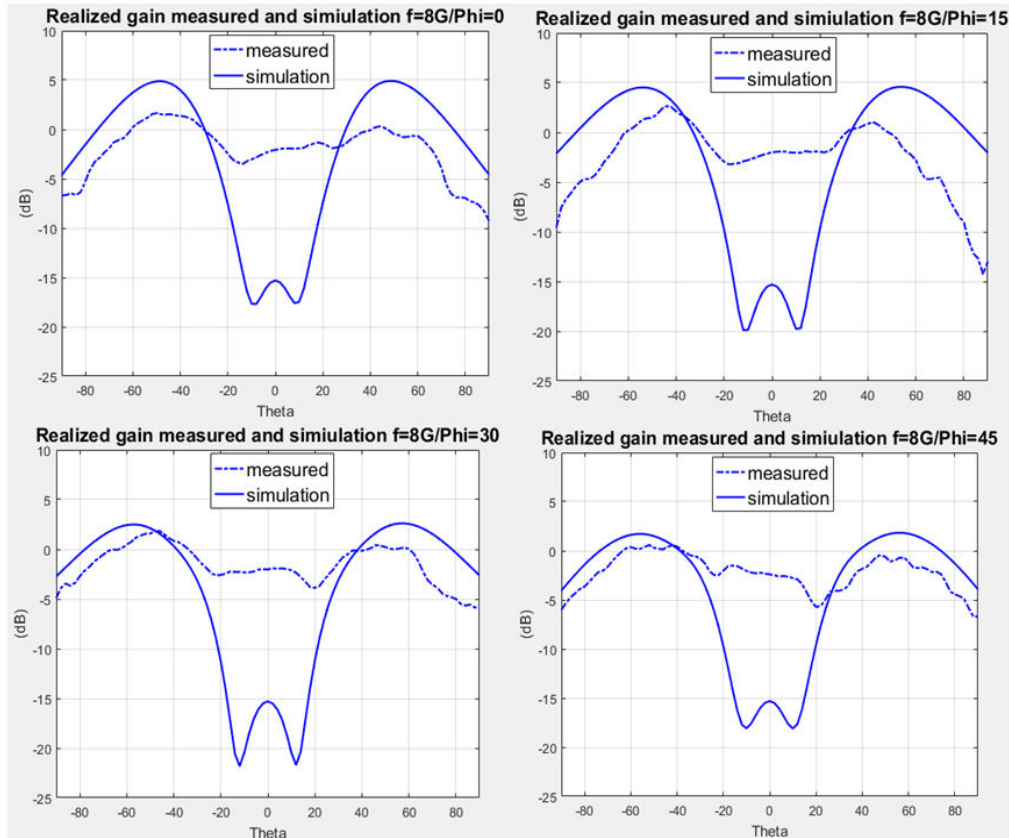 Realized gain measured and simiulation f=8G/Phi=0
measured
simulation
10
5
0
-5
-10
-15
-20
-25
(dB)
-80 -60 -40 -20 0 20 40 60 80
Theta
Realized gain measured and simiulation f=8G/Phi=15
measured
simulation
10
5
0
-5
-10
-15
-20
-25
(dB)
-80 -60 -40 -20 0 20 40 60 80
Theta
Realized gain measured and simiulation f=8G/Phi=30
measured
simulation
10
5
0
-5
-10
-15
-20
-25
(dB)
-80 -60 -40 -20 0 20 40 60 80
Theta
Realized gain measured and simiulation f=8G/Phi=45
measured
simulation
10
5
0
-5
-10
-15
-20
-25
(dB)
-80 -60 -40 -20 0 20 40 60 80
Theta